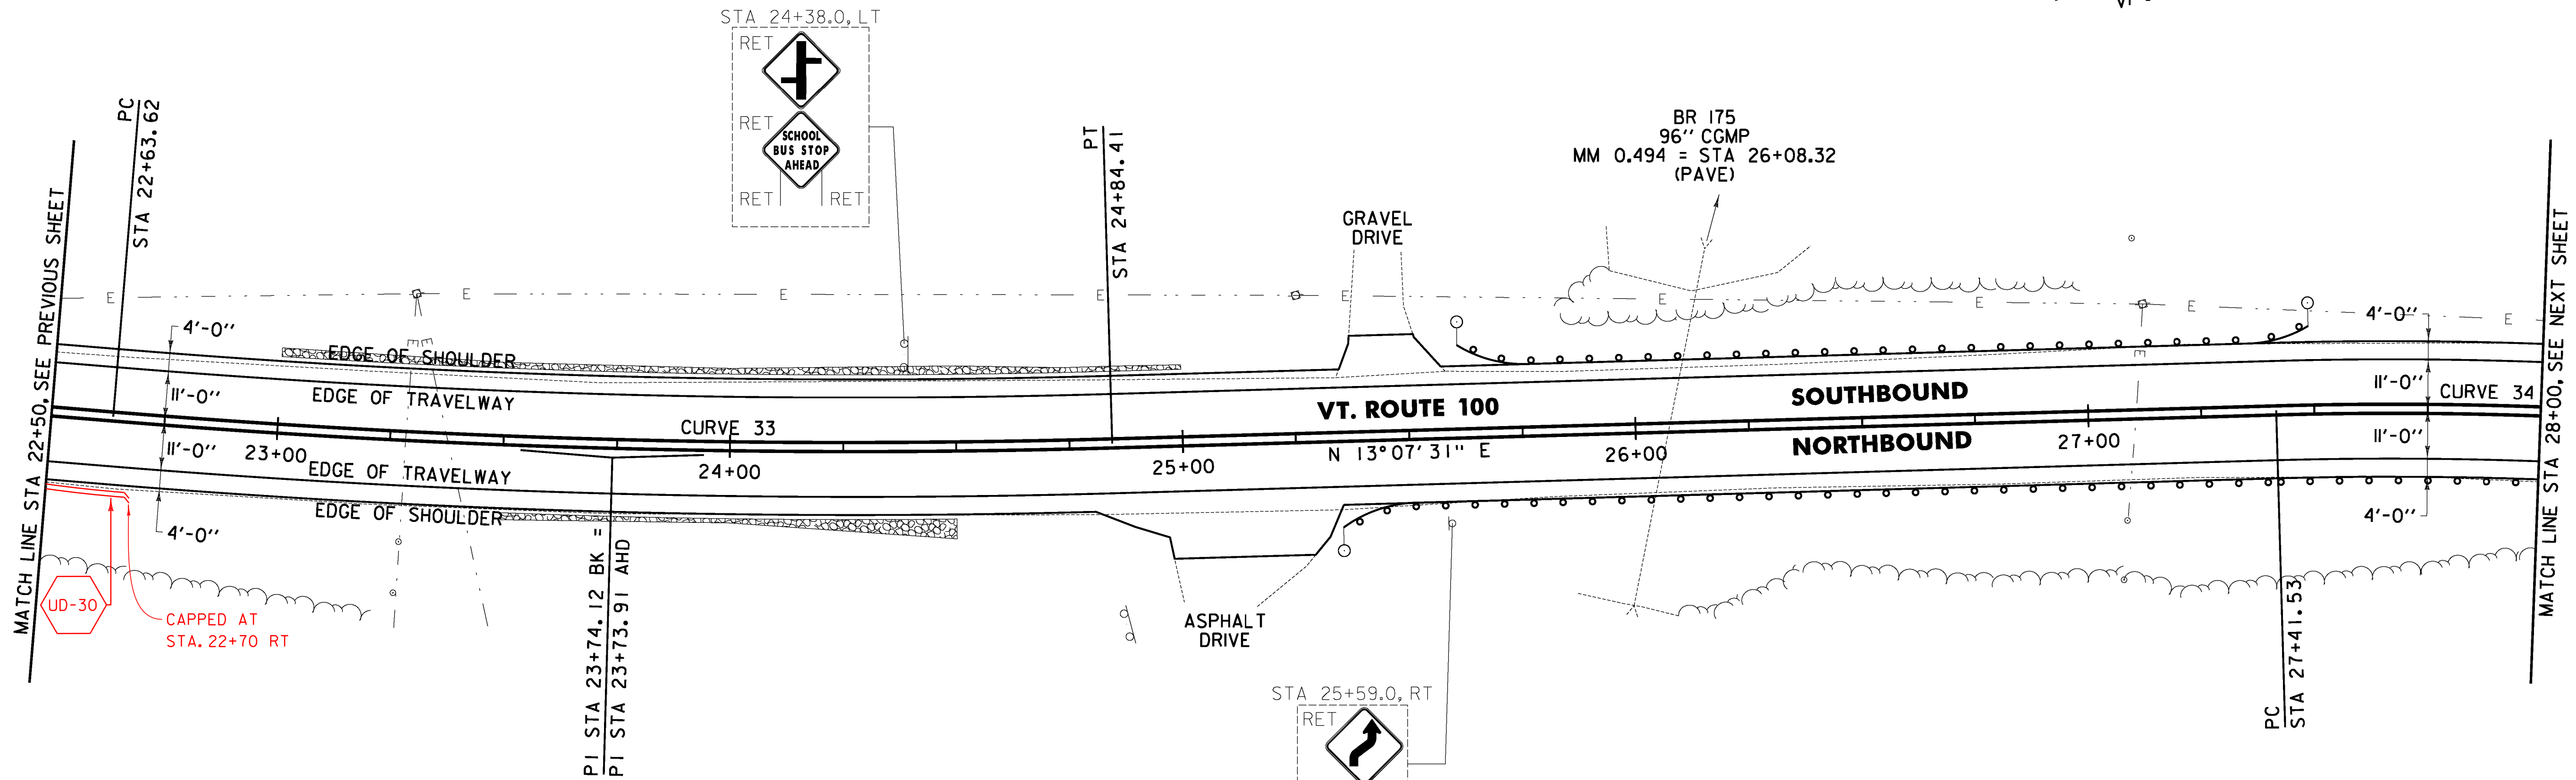 STA 24+38.0, LT
RET
RET
SCHOOL
BUS STOP
AHEAD
RET
RET
PC
STA 22+63.62
PT
STA 24+84.41
BR 175
96'' CGMP
MM 0.494 = STA 26+08.32
(PAVE)
GRAVEL
DRIVE
MATCH LINE STA 22+50, SEE PREVIOUS SHEET
MATCH LINE STA 28+00, SEE NEXT SHEET
E
E
E
E
E
E
E
E
E
E
E
E
4'-0''
EDGE OF SHOULDER
4'-0''
11'-0''
EDGE OF TRAVELWAY
VT. ROUTE 100
SOUTHBOUND
11'-0''
CURVE 34
CURVE 33
11'-0''
23+00
EDGE OF TRAVELWAY
24+00
25+00
N 13°07'31" E
26+00
NORTHBOUND
27+00
11'-0''
EDGE OF SHOULDER
4'-0''
4'-0''
UD-30
CAPPED AT
STA. 22+70 RT
PI STA 23+74.12 BK =
PI STA 23+73.91 AHD
ASPHALT
DRIVE
STA 25+59.0, RT
RET
PC
STA 27+41.53